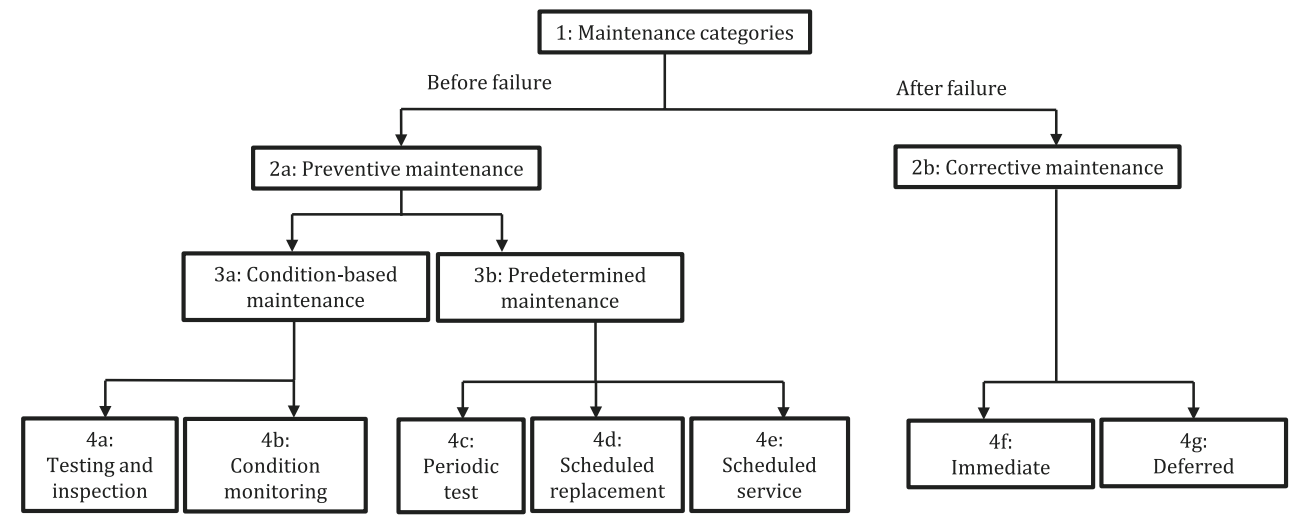 1: Maintenance categories
Before failure
After failure
2a: Preventive maintenance
2b: Corrective maintenance
3a: Condition-based
maintenance
3b: Predetermined
maintenance
4a:
Testing and
inspection
4b:
Condition
monitoring
4c:
Periodic
test
4d:
Scheduled
replacement
4e:
Scheduled
service
4f:
Immediate
4g:
Deferred